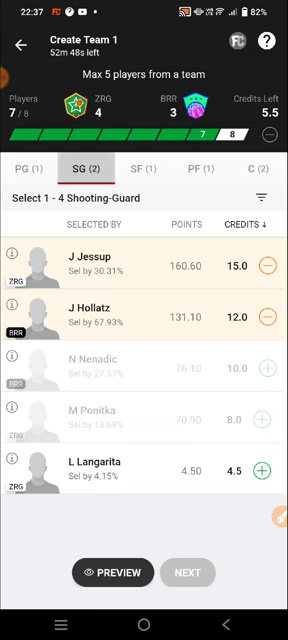 22:37 FC 82%
Create Team 1
52m 48s left
FC ?
Max 5 players from a team
Players ZRG BRR Credits Left
7 / 8 4 3 5.5
7 8
PG (1) SG (2) SF (1) PF (1) C (2)
Select 1 - 4 Shooting-Guard
SELECTED BY POINTS CREDITS ↓
J Jessup
Sel by 30.31% 160.60 15.0
ZRG
J Hollatz
Sel by 67.93% 131.10 12.0
BRR
N Nenadic
Sel by 27.57% 76.10 10.0
BRR
M Ponitka
Sel by 13.69% 70.90 8.0
ZRG
L Langarita
Sel by 4.15% 4.50 4.5
ZRG
PREVIEW NEXT